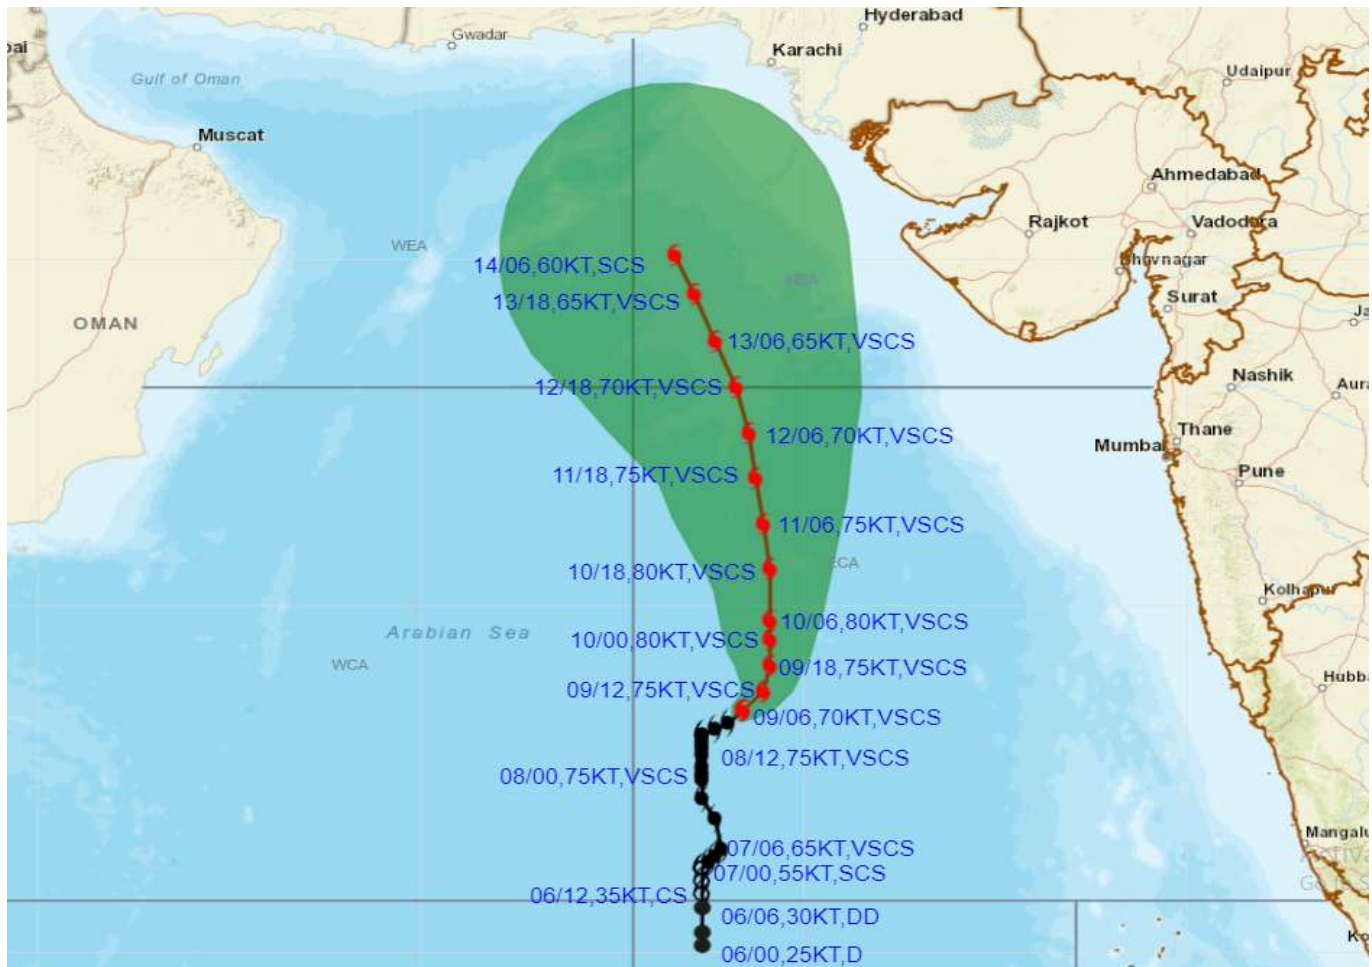 Hyderabad
Gwadar
Karachi
Udaipur
Gulf of Oman
Muscat
Ahmedabad
Rajkot
Vadodora
WEA
14/06,60KT,SCS
Bhavnagar
13/18,65KT,VSCS
Surat
OMAN
13/06,65KT,VSCS
12/18,70KT,VSCS
Nashik
Aura
12/06,70KT,VSCS
Thane
Mumbai
11/18,75KT,VSCS
Pune
11/06,75KT,VSCS
10/18,80KT,VSCS
ECA
Kolhapur
10/06,80KT,VSCS
Arabian Sea
10/00,80KT,VSCS
WCA
09/18,75KT,VSCS
Hubba
09/12,75KT,VSCS
09/06,70KT,VSCS
08/12,75KT,VSCS
08/00,75KT,VSCS
Mangalu
07/06,65KT,VSCS
07/00,55KT,SCS
06/12,35KT,CS
06/06,30KT,DD
06/00,25KT,D